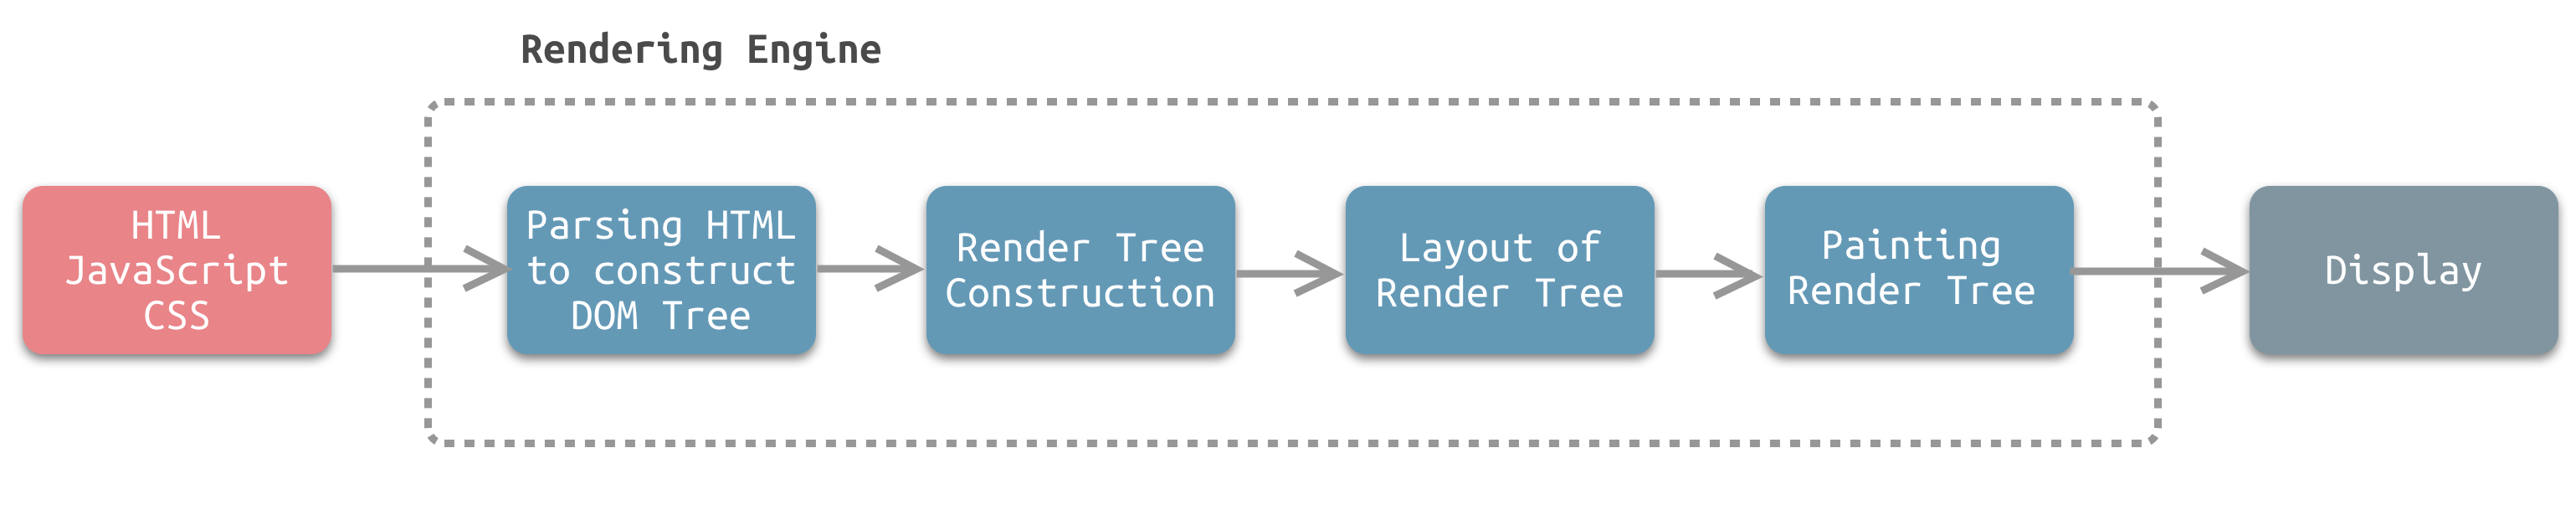 Rendering Engine
HTML
JavaScript
CSS
Parsing HTML
to construct
DOM Tree
Render Tree
Construction
Layout of
Render Tree
Painting
Render Tree
Display